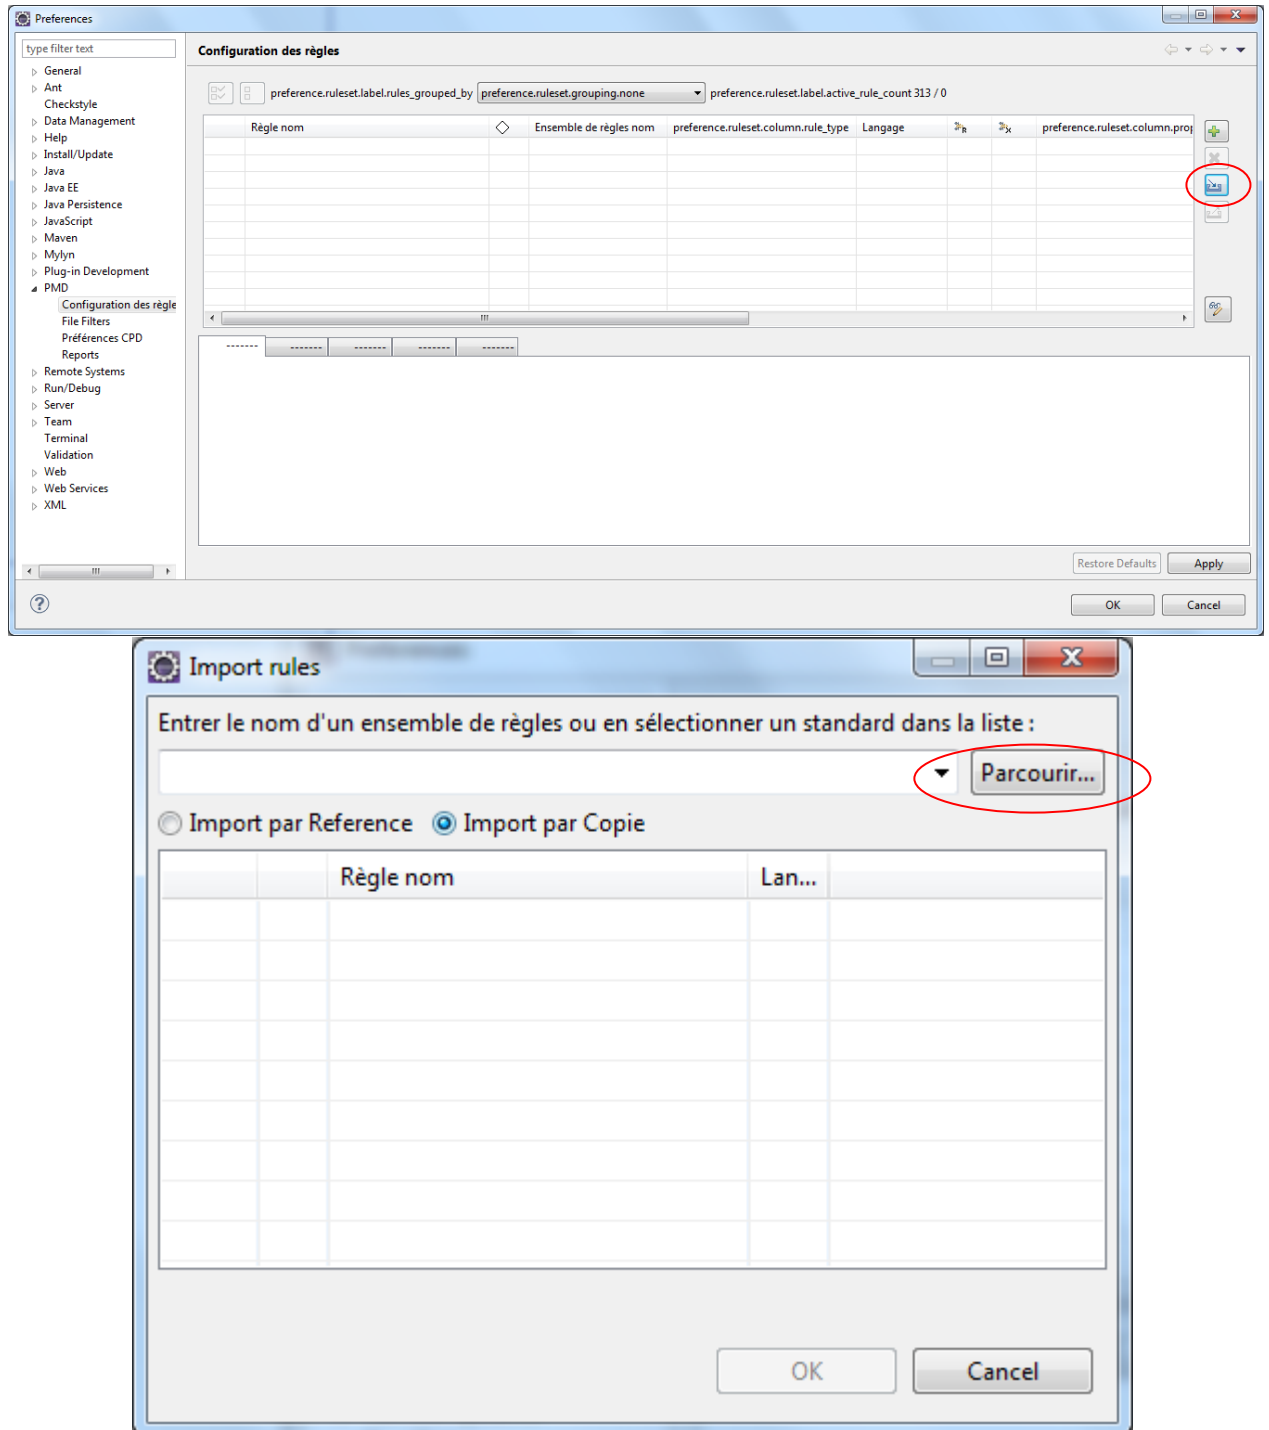 Preferences
type filter text
General
Ant
Checkstyle
Data Management
Help
Install/Update
Java
Java EE
Java Persistence
JavaScript
Maven
Mylyn
Plug-in Development
PMD
Configuration des règle
File Filters
Préférences CPD
Reports
Remote Systems
Run/Debug
Server
Team
Terminal
Validation
Web
Web Services
XML
Configuration des règles
preference.ruleset.label.rules_grouped_by preference.ruleset.grouping.none preference.ruleset.label.active_rule_count 313 / 0
Règle nom Ensemble de règles nom preference.ruleset.column.rule_type Langage preference.ruleset.column.prop
------- ------- ------- ------- -------
Restore Defaults Apply
OK Cancel
Import rules
Entrer le nom d'un ensemble de règles ou en sélectionner un standard dans la liste :
Parcourir...
Import par Reference Import par Copie
Règle nom Lan...
OK Cancel